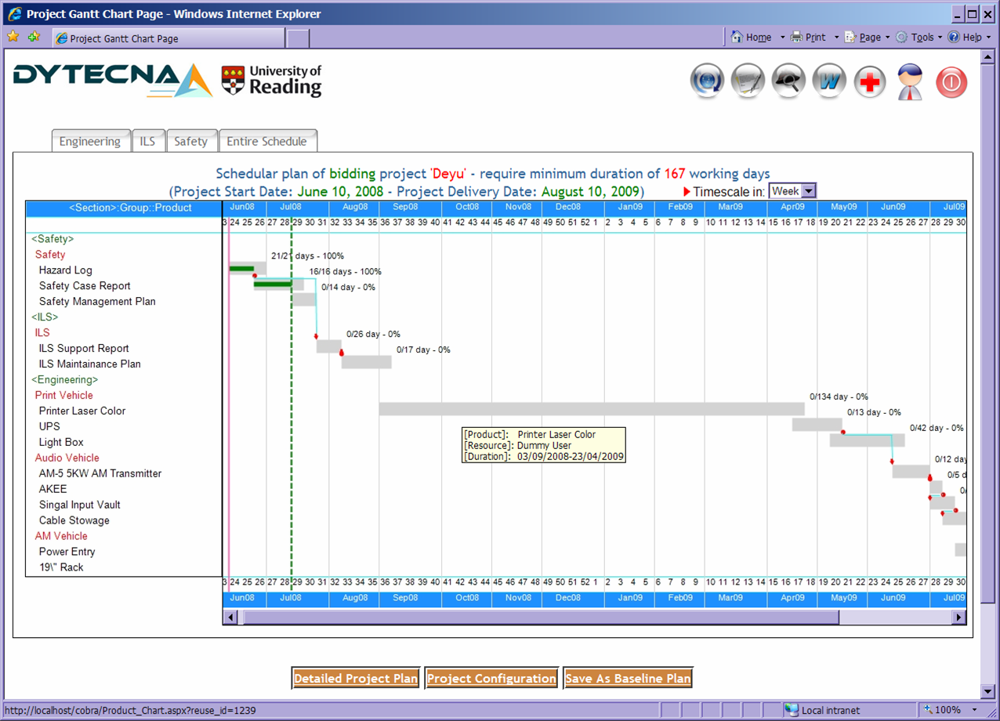 Project Gantt Chart Page - Windows Internet Explorer
Project Gantt Chart Page
Home Print Page Tools Help
DYTECNA University of Reading
Engineering ILS Safety Entire Schedule
Schedular plan of bidding project 'Deyu' - require minimum duration of 167 working days
(Project Start Date: June 10, 2008 - Project Delivery Date: August 10, 2009) Timescale in: Week
<Section>:Group::Product Jun08 Jul08 Aug08 Sep08 Oct08 Nov08 Dec08 Jan09 Feb09 Mar09 Apr09 May09 Jun09 Jul09
3 24 25 26 27 28 29 30 31 32 33 34 35 36 37 38 39 40 41 42 43 44 45 46 47 48 49 50 51 52 1 2 3 4 5 6 7 8 9 10 11 12 13 14 15 16 17 18 19 20 21 22 23 24 25 26 27 28 29 30
<Safety>
Safety 21/21 days - 100%
Hazard Log 16/16 days - 100%
Safety Case Report 0/14 day - 0%
Safety Management Plan
<ILS>
ILS 0/26 day - 0%
ILS Support Report 0/17 day - 0%
ILS Maintainance Plan
<Engineering>
Print Vehicle 0/134 day - 0%
Printer Laser Color 0/13 day - 0%
UPS 0/42 day - 0%
[Product]: Printer Laser Color
Light Box
[Resource]: Dummy User
[Duration]: 03/09/2008-23/04/2009
Audio Vehicle 0/12 day
AM-5 5KW AM Transmitter 0/5 d
AKEE 0/
Singal Input Vault
Cable Stowage
AM Vehicle
Power Entry
19\" Rack
3 24 25 26 27 28 29 30 31 32 33 34 35 36 37 38 39 40 41 42 43 44 45 46 47 48 49 50 51 52 1 2 3 4 5 6 7 8 9 10 11 12 13 14 15 16 17 18 19 20 21 22 23 24 25 26 27 28 29 30
Jun08 Jul08 Aug08 Sep08 Oct08 Nov08 Dec08 Jan09 Feb09 Mar09 Apr09 May09 Jun09 Jul09
Detailed Project Plan Project Configuration Save As Baseline Plan
http://localhost/cobra/Product_Chart.aspx?reuse_id=1239 Local intranet 100%